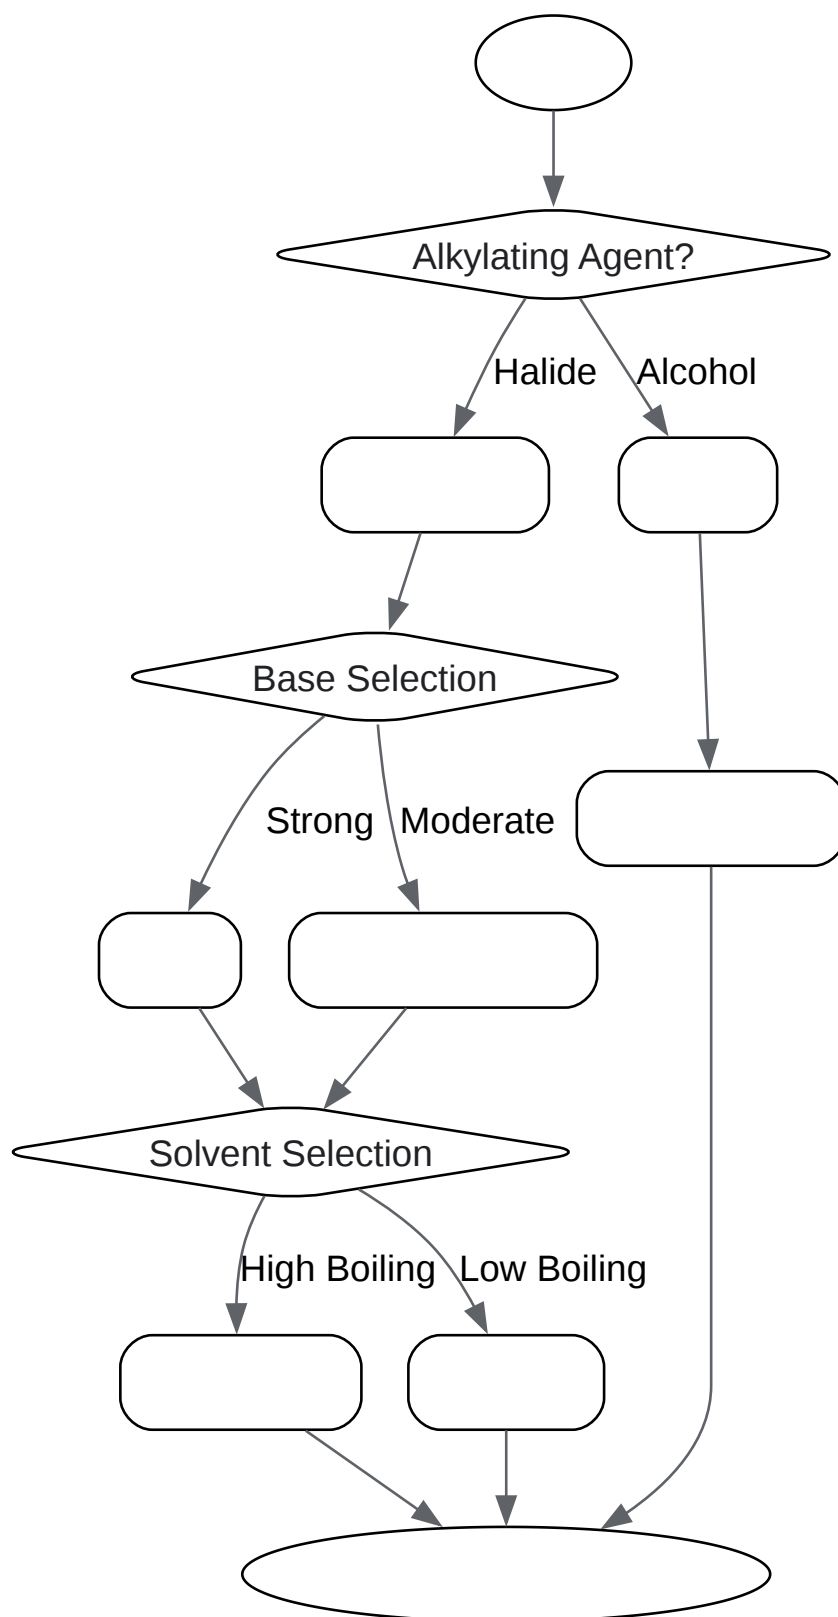 Alkylating Agent?
Halide
Alcohol
Base Selection
Strong
Moderate
Solvent Selection
High Boiling
Low Boiling